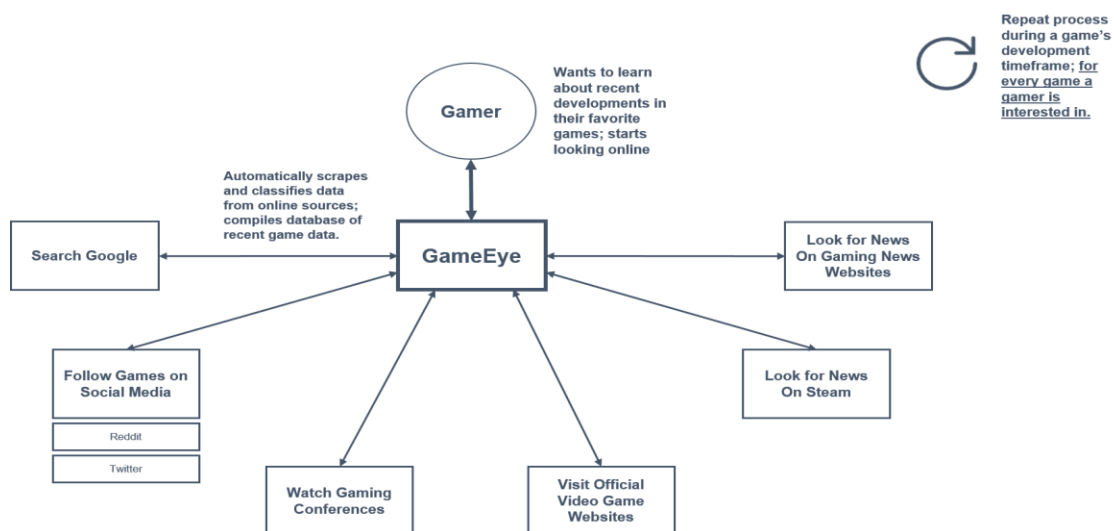 Repeat process
during a game's
development
timeframe; for
every game a
gamer is
interested in.
Gamer
Wants to learn
about recent
developments in
their favorite
games; starts
looking online
Automatically scrapes
and classifies data
from online sources;
compiles database of
recent game data.
Search Google
GameEye
Look for News
On Gaming News
Websites
Follow Games on
Social Media
Reddit
Twitter
Look for News
On Steam
Watch Gaming
Conferences
Visit Official
Video Game
Websites